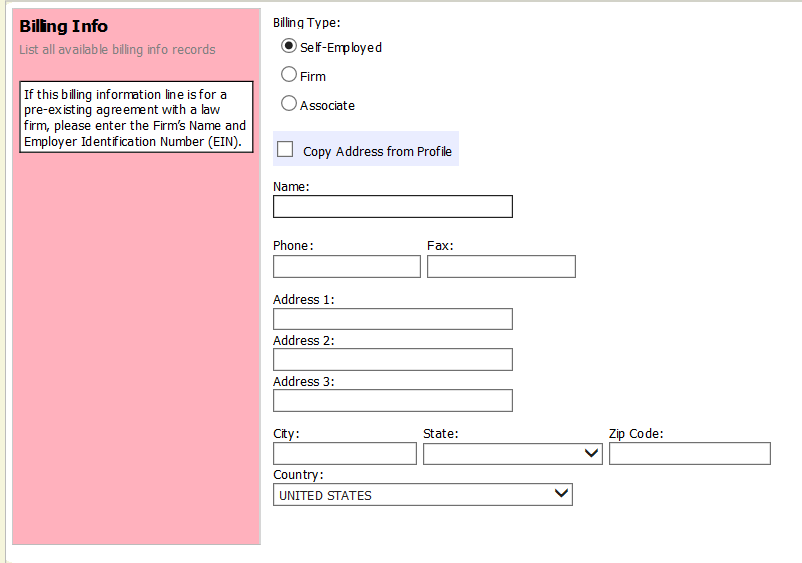 Billing Info
List all available billing info records
If this billing information line is for a
pre-existing agreement with a law
firm, please enter the Firm's Name and
Employer Identification Number (EIN).
Billing Type:
Self-Employed
Firm
Associate
Copy Address from Profile
Name:
Phone: Fax:
Address 1:
Address 2:
Address 3:
City: State: Zip Code:
Country:
UNITED STATES